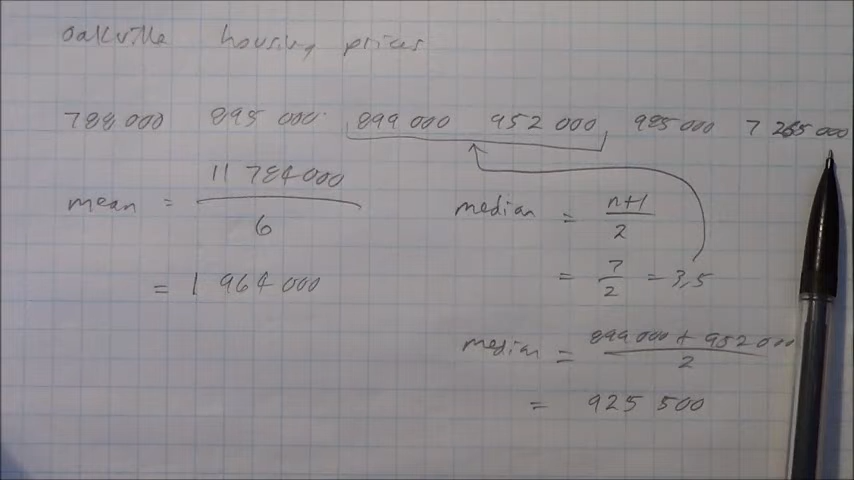 Oakville housing prices
788 000 895 000 899 000 952 000 985 000 7 265 000
mean = 11 784 000 / 6
= 1 964 000
median = n+1 / 2
= 7 / 2 = 3,5
median = 899 000 + 952 000 / 2
= 925 500